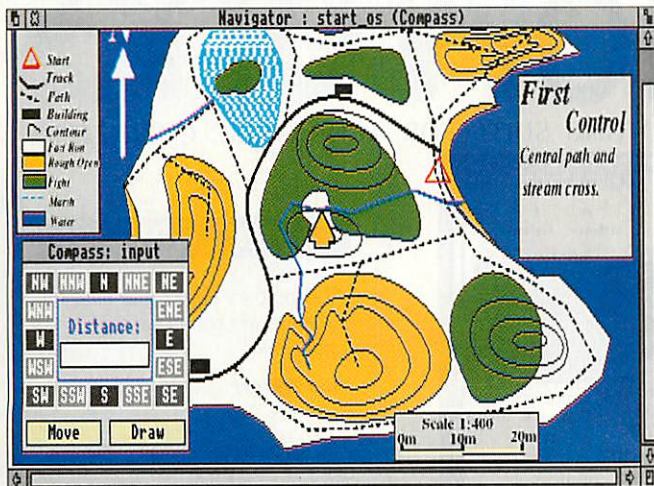 Navigator : start_os (Compass)
N
Start
Track
Path
Building
Contour
Fast Run
Rough Open
Fight
Marsh
Water
First
Control
Central path and
stream cross.
Compass: input
NW NNW N NNE NE
WNW ENE
Distance:
W E
WSW ESE
SW SSW S SSE SE
Move Draw
Scale 1:400
0m 10m 20m